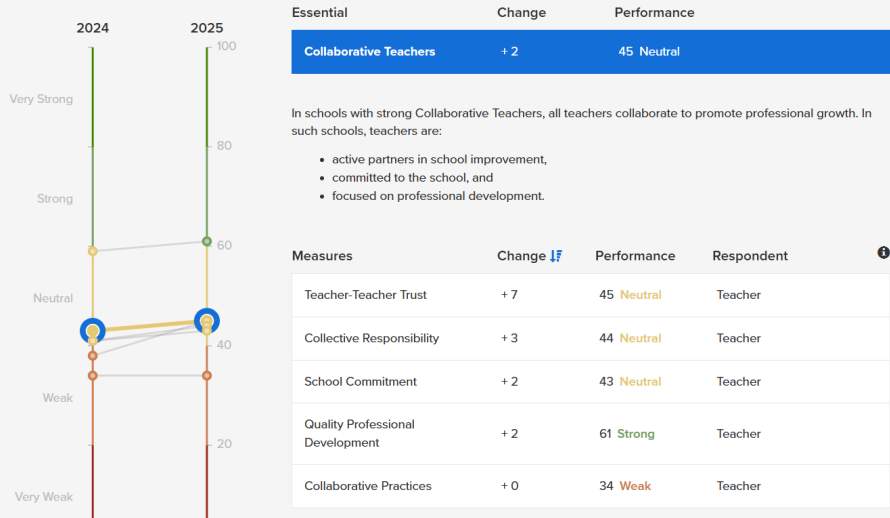 2024 2025
100
Very Strong
80
Strong
60
Neutral
40
Weak
20
Very Weak
Essential Change Performance
Collaborative Teachers + 2 45 Neutral
In schools with strong Collaborative Teachers, all teachers collaborate to promote professional growth. In
such schools, teachers are:
• active partners in school improvement,
• committed to the school, and
• focused on professional development.
Measures Change Performance Respondent
Teacher-Teacher Trust + 7 45 Neutral Teacher
Collective Responsibility + 3 44 Neutral Teacher
School Commitment + 2 43 Neutral Teacher
Quality Professional
Development + 2 61 Strong Teacher
Collaborative Practices + 0 34 Weak Teacher